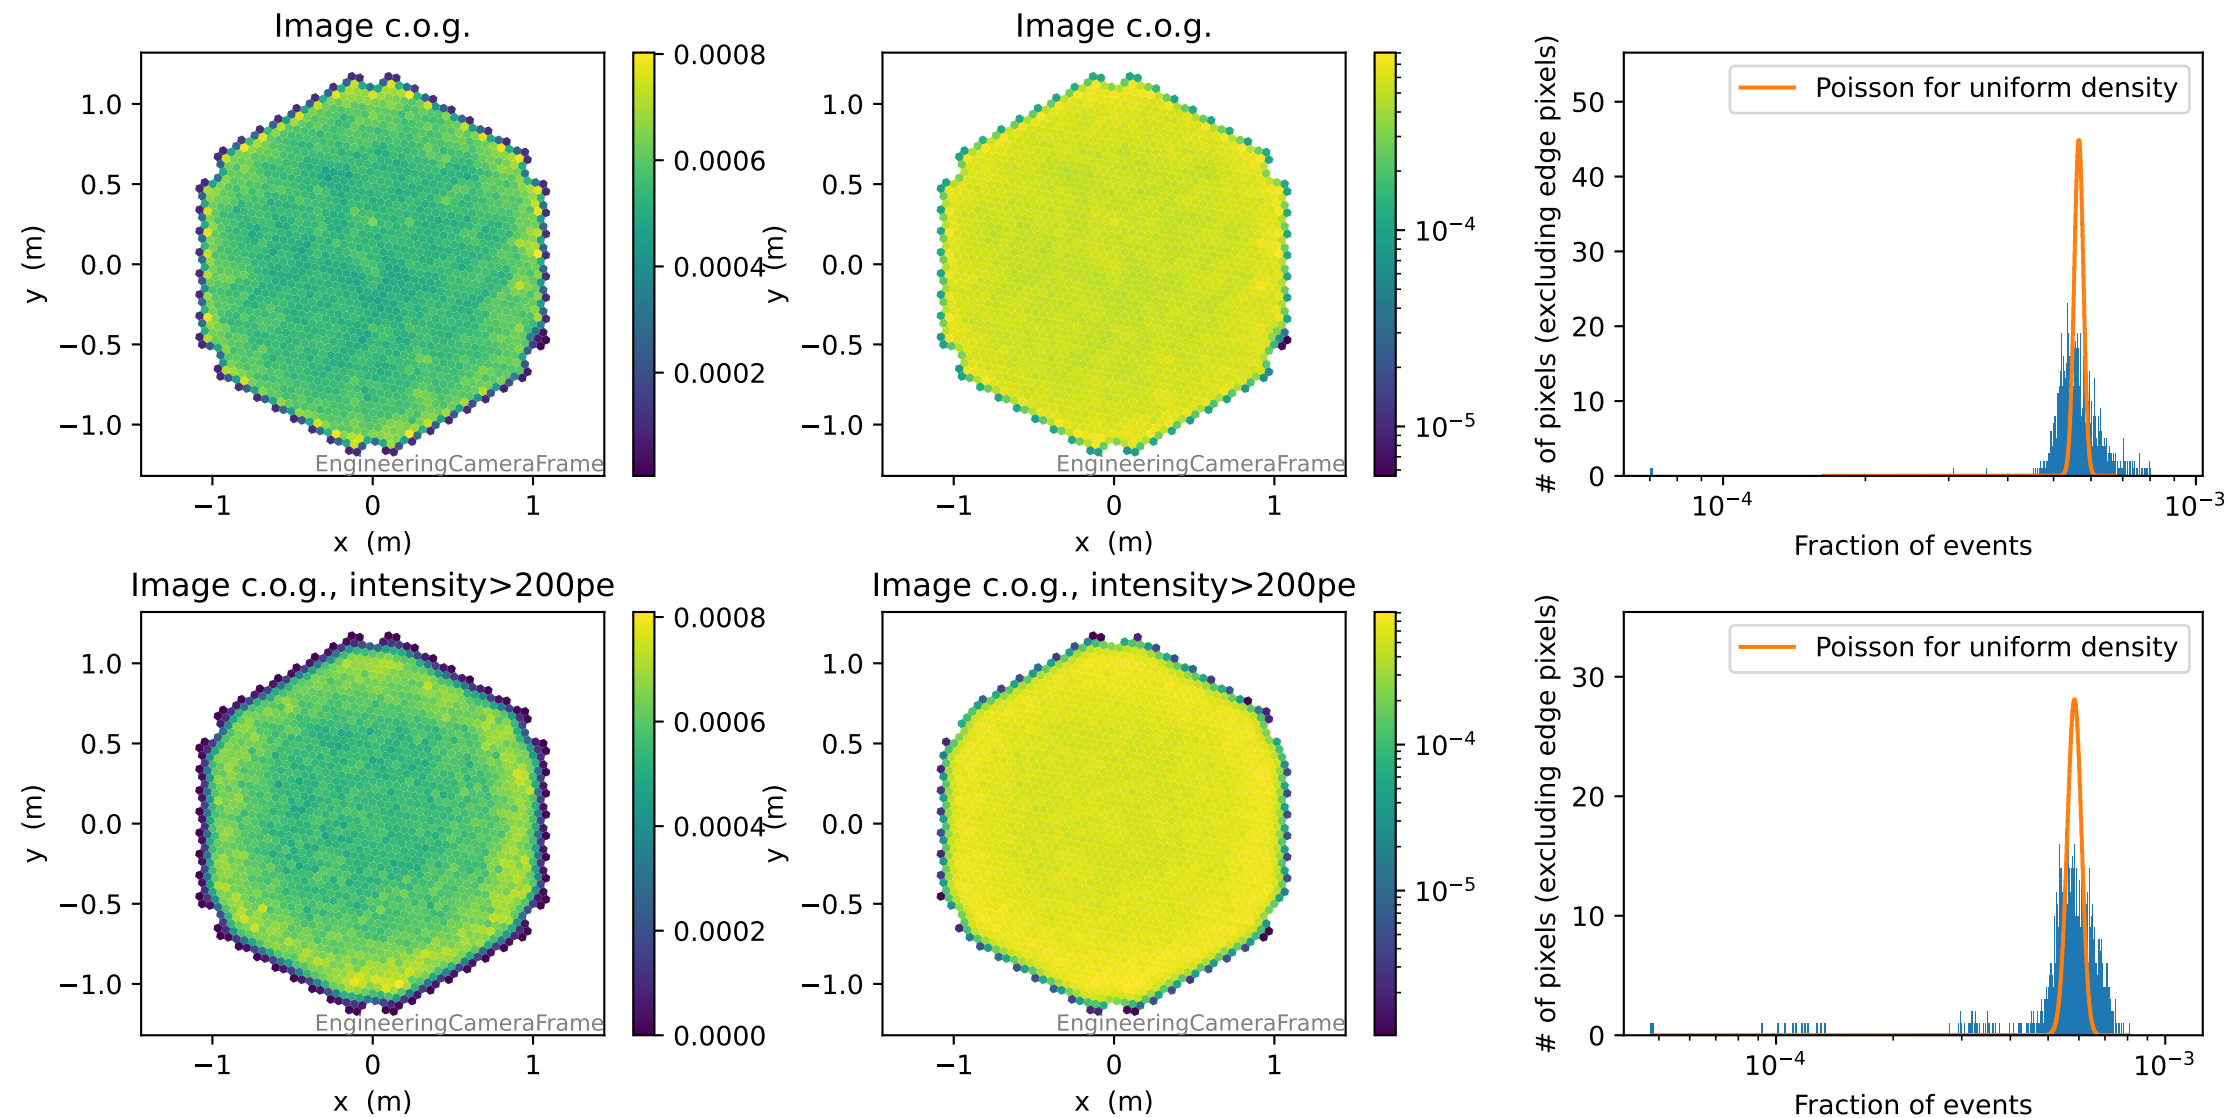 Image c.o.g.
1.0
0.5
0.0
−0.5
−1.0
y (m)
−1
0
1
x (m)
EngineeringCameraFrame
0.0008
0.0006
0.0004
0.0002
Image c.o.g.
1.0
0.5
0.0
−0.5
−1.0
y (m)
−1
0
1
x (m)
EngineeringCameraFrame
10⁻⁴
10⁻⁵
# of pixels (excluding edge pixels)
50
40
30
20
10
0
Poisson for uniform density
10⁻⁴
10⁻³
Fraction of events
Image c.o.g., intensity>200pe
1.0
0.5
0.0
−0.5
−1.0
y (m)
−1
0
1
x (m)
EngineeringCameraFrame
0.0008
0.0006
0.0004
0.0002
0.0000
Image c.o.g., intensity>200pe
1.0
0.5
0.0
−0.5
−1.0
y (m)
−1
0
1
x (m)
EngineeringCameraFrame
10⁻⁴
10⁻⁵
# of pixels (excluding edge pixels)
30
20
10
0
Poisson for uniform density
10⁻⁴
10⁻³
Fraction of events